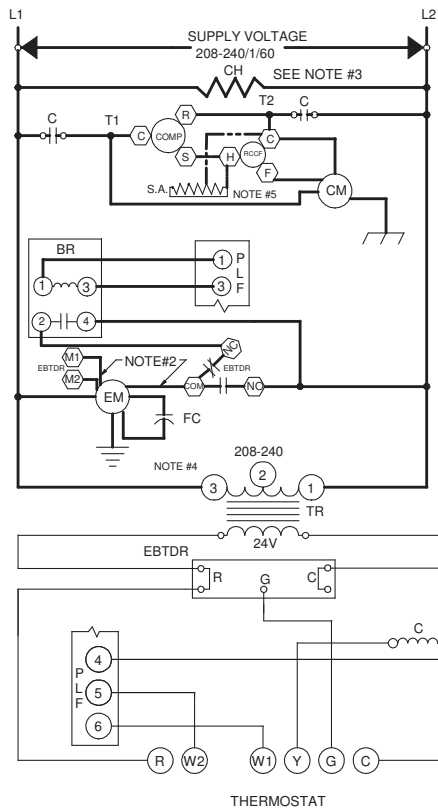 L1 L2
SUPPLY VOLTAGE
208-240/1/60
CH SEE NOTE #3
C T1 R T2 C
C COMP C
S H RCCF
S.A. NOTE #5 F CM
BR
1 3 1 P
3 L
2 4 F
M1 NOTE#2 NC
EBTDR EBTDR
M2 EM COM NO
FC
NOTE #4 208-240
3 2 1
TR
24V
EBTDR
R G C
C
4
P
L 5
F
6
R W2 W1 Y G C
THERMOSTAT